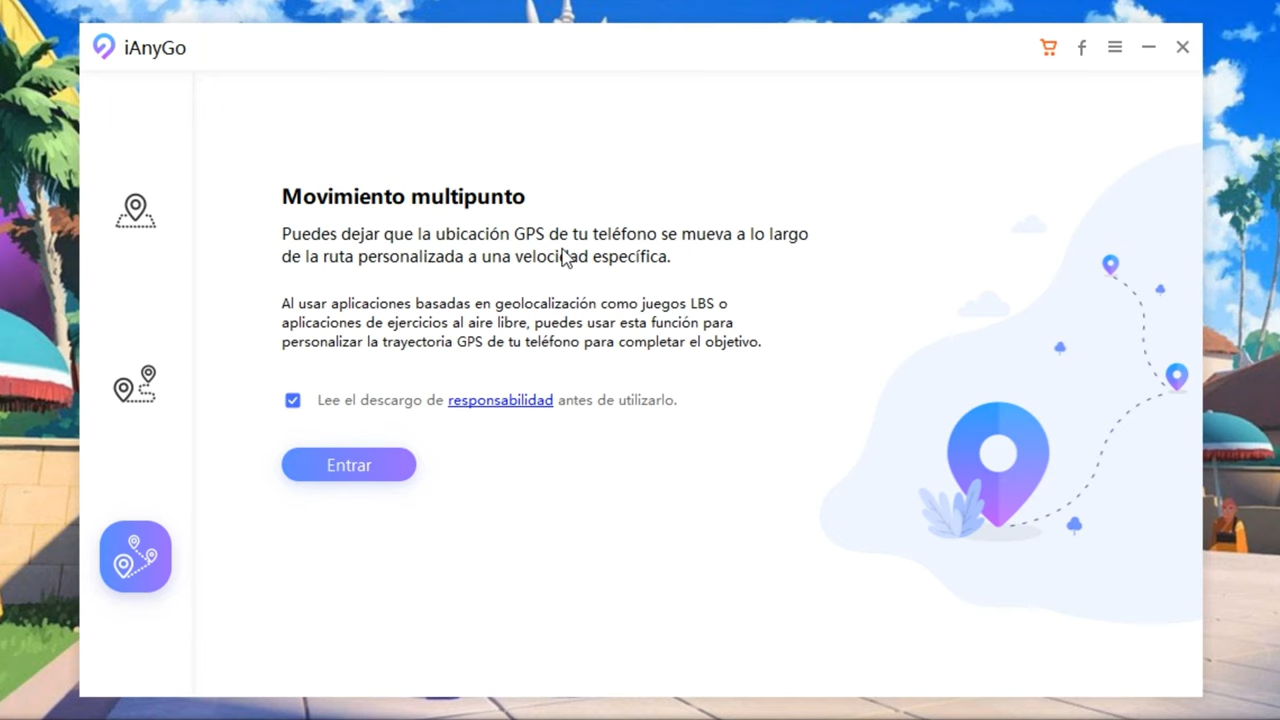 iAnyGo
Movimiento multipunto
Puedes dejar que la ubicación GPS de tu teléfono se mueva a lo largo
de la ruta personalizada a una velocidad específica.
Al usar aplicaciones basadas en geolocalización como juegos LBS o
aplicaciones de ejercicios al aire libre, puedes usar esta función para
personalizar la trayectoria GPS de tu teléfono para completar el objetivo.
Lee el descargo de responsabilidad antes de utilizarlo.
Entrar